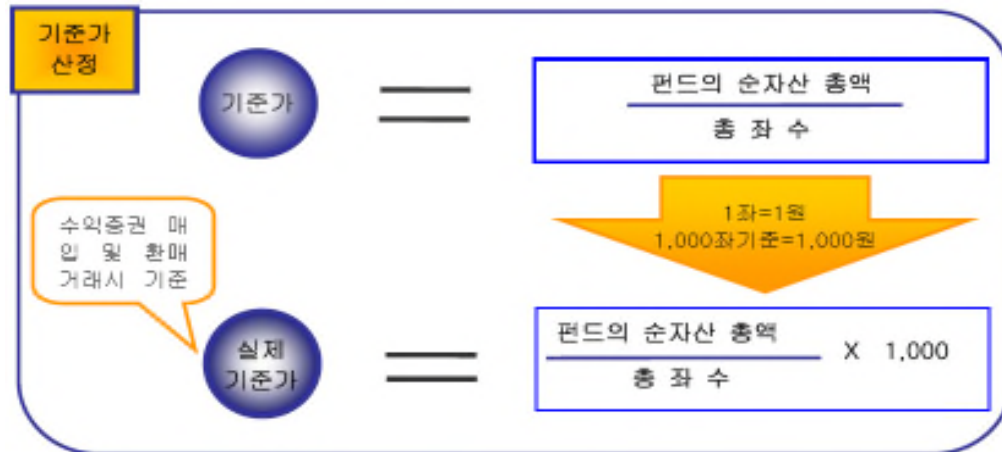 기준가
산정
기준가
펀드의 순자산 총액
총 좌 수
1좌=1원
1,000좌기준=1,000원
수익증권 매
입 및 환매
거래시 기준
실제
기준가
펀드의 순자산 총액
총 좌 수
X 1,000